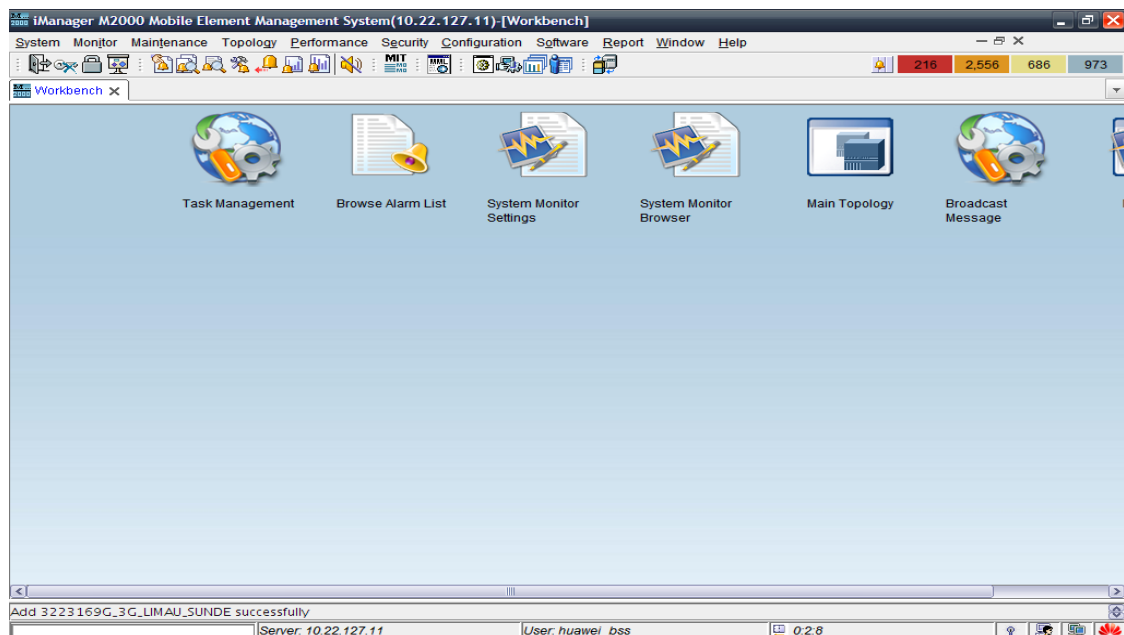 iManager M2000 Mobile Element Management System(10.22.127.11)-[Workbench]
System Monitor Maintenance Topology Performance Security Configuration Software Report Window Help
MIT MML 216 2,556 686 973
Workbench
Task Management Browse Alarm List System Monitor System Monitor Main Topology Broadcast
Settings Browser Message
Add 3223169G_3G_LIMAU_SUNDE successfully
Server: 10.22.127.11 User: huawei_bss 0:2:8